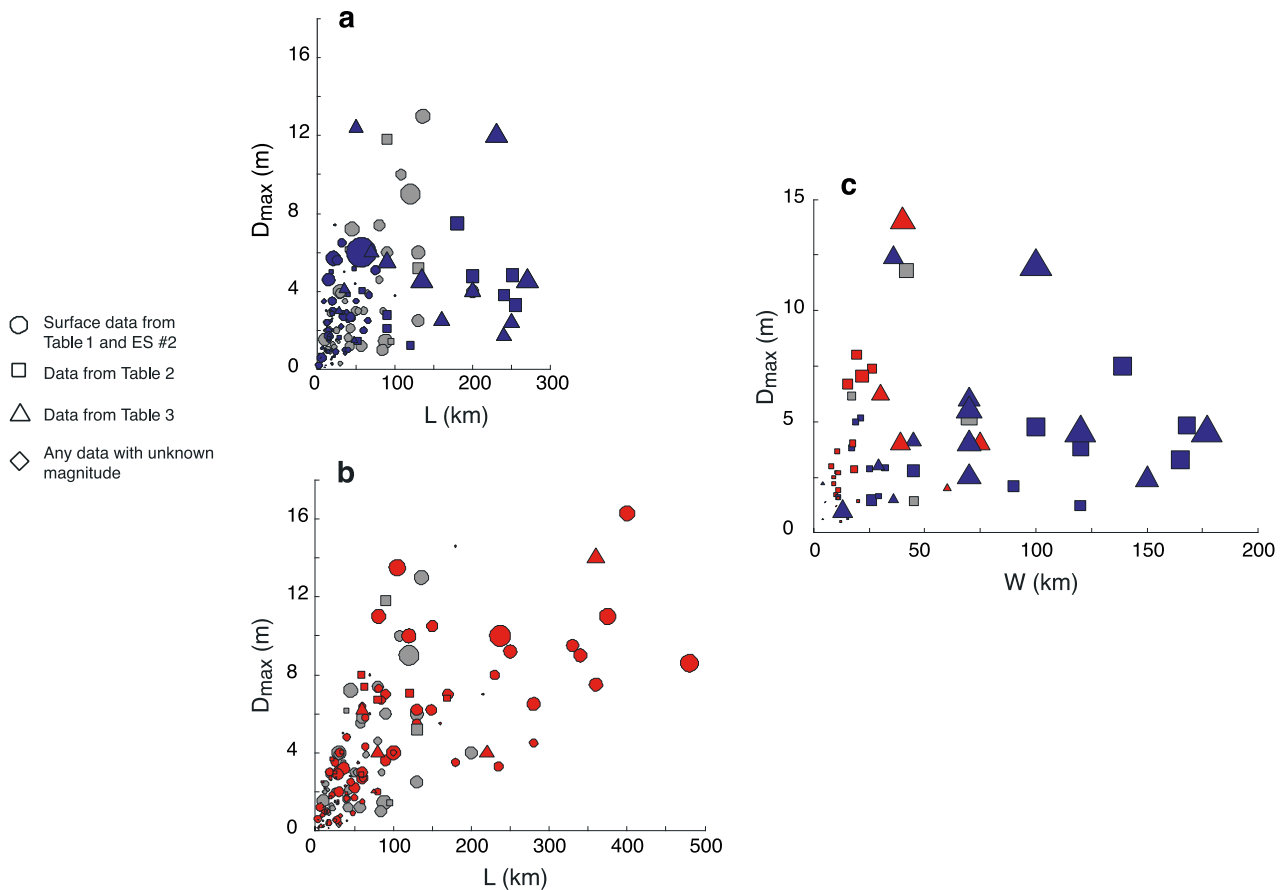 a
16
12
8
4
0
Dmax (m)
0
100
200
300
L (km)
Surface data from
Table 1 and ES #2
Data from Table 2
Data from Table 3
Any data with unknown
magnitude
b
16
12
8
4
0
Dmax (m)
0
100
200
300
400
500
L (km)
c
15
10
5
0
Dmax (m)
0
50
100
150
200
W (km)